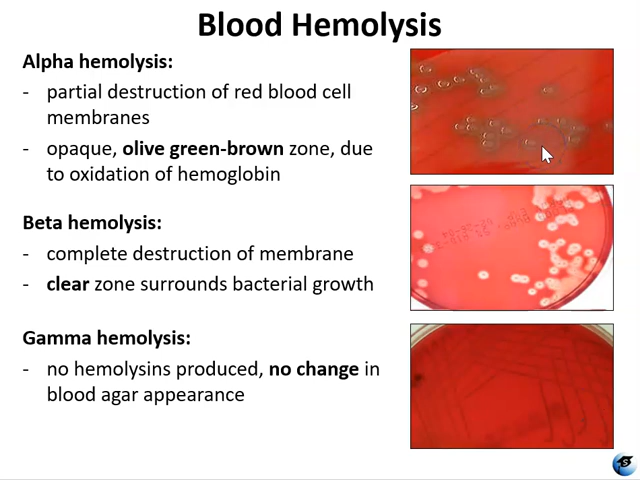 Blood Hemolysis
Alpha hemolysis:
- partial destruction of red blood cell
membranes
- opaque, olive green-brown zone, due
to oxidation of hemoglobin
Beta hemolysis:
- complete destruction of membrane
- clear zone surrounds bacterial growth
Gamma hemolysis:
- no hemolysins produced, no change in
blood agar appearance
S